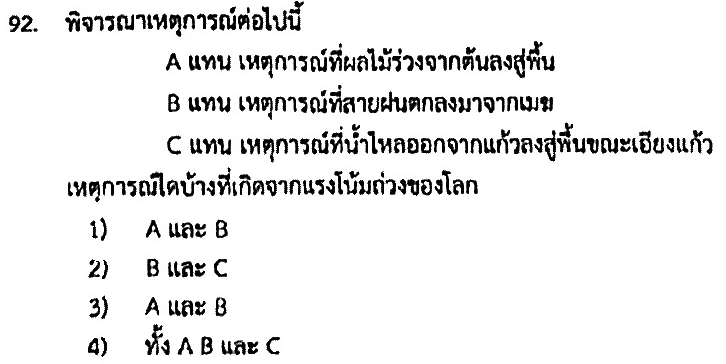 92. พิจารณาเหตุการณ์ต่อไปนี้
A แทน เหตุการณ์ที่ผลไม้ร่วงจากต้นลงสู่พื้น
B แทน เหตุการณ์ที่สายฝนตกลงมาจากเมฆ
C แทน เหตุการณ์ที่น้ำไหลออกจากแก้วลงสู่พื้นขณะเอียงแก้ว
เหตุการณ์ใดบ้างที่เกิดจากแรงโน้มถ่วงของโลก
1) A และ B
2) B และ C
3) A และ B
4) ทั้ง A B และ C